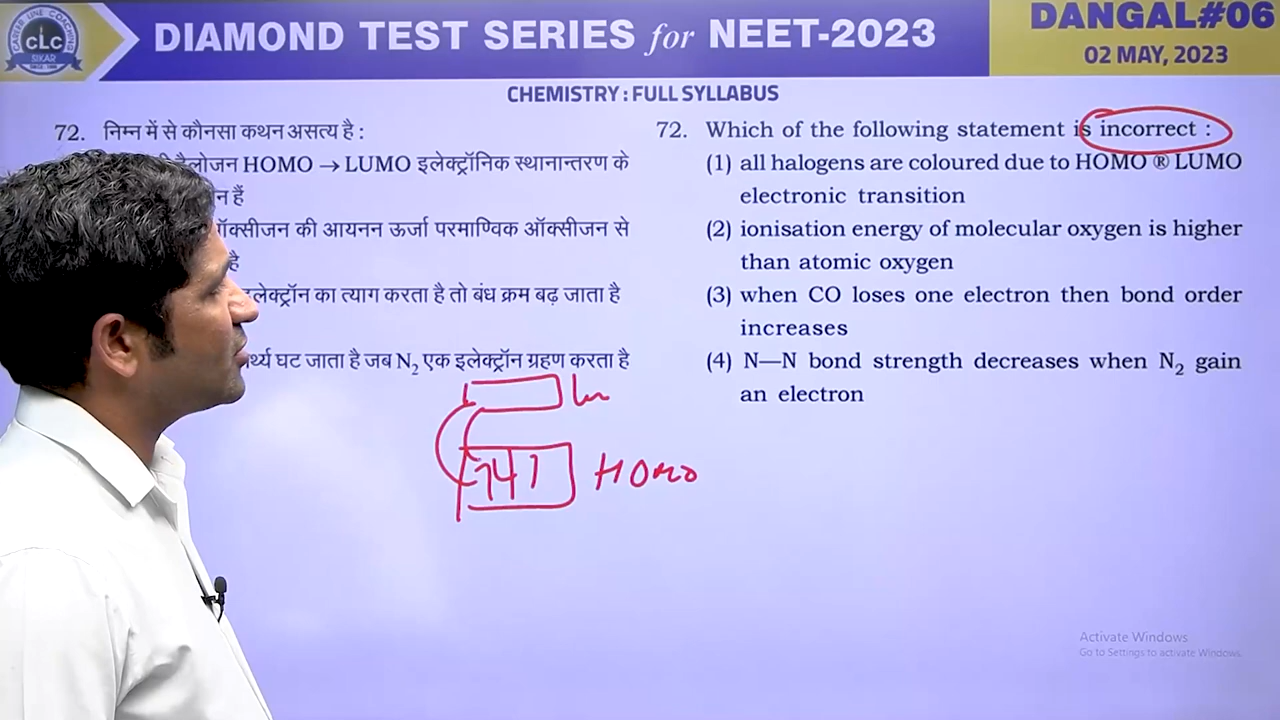 CAREER LINE COACHING
CLC
SIKAR
DIAMOND TEST SERIES for NEET-2023
DANGAL#06
02 MAY, 2023
CHEMISTRY : FULL SYLLABUS
72. निम्न में से कौनसा कथन असत्य है :
HOMO → LUMO इलेक्ट्रॉनिक स्थानान्तरण के
हैं
की आयनन ऊर्जा परमाण्विक ऑक्सीजन से
है
का त्याग करता है तो बंध क्रम बढ़ जाता है
घट जाता है जब N₂ एक इलेक्ट्रॉन ग्रहण करता है
72. Which of the following statement is incorrect :
(1) all halogens are coloured due to HOMO ® LUMO
electronic transition
(2) ionisation energy of molecular oxygen is higher
than atomic oxygen
(3) when CO loses one electron then bond order
increases
(4) N—N bond strength decreases when N₂ gain
an electron
HOMO
Activate Windows
Go to Settings to activate Windows.